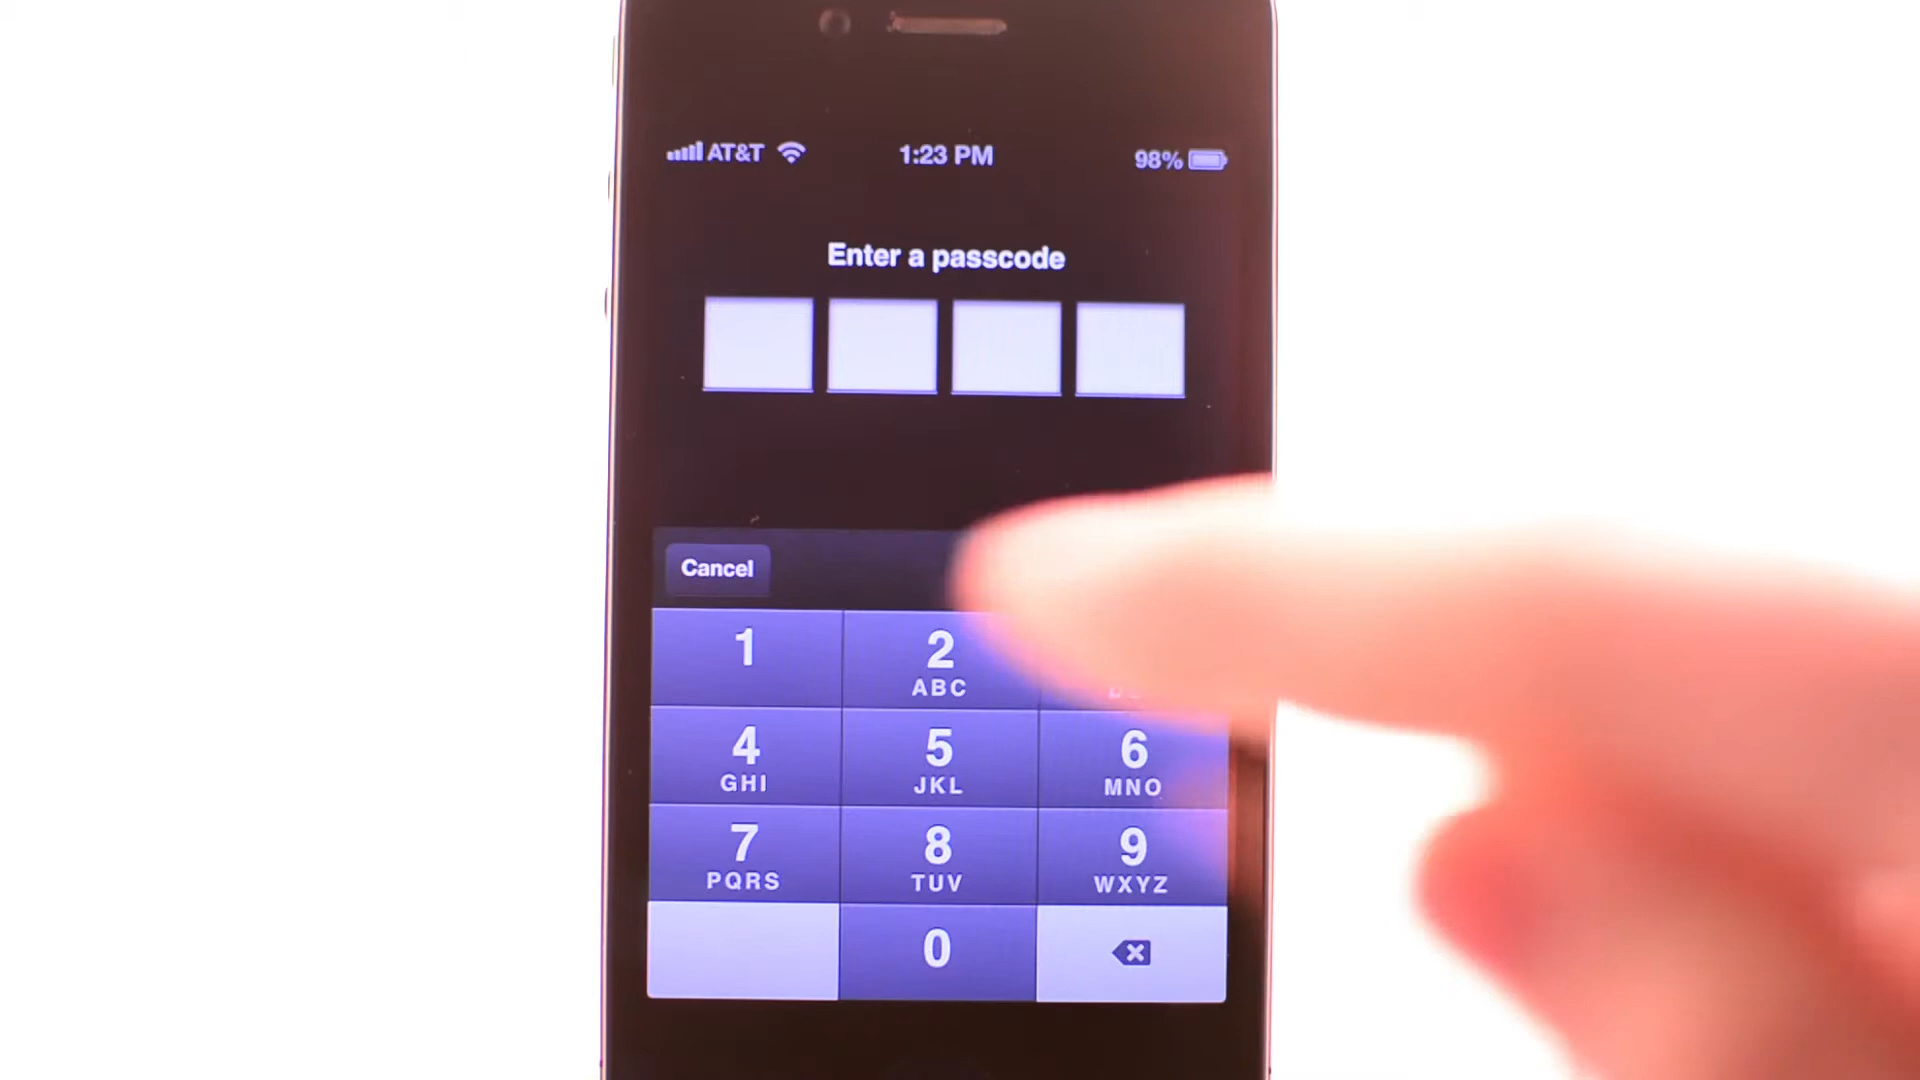 AT&T 1:23 PM 98%
Enter a passcode
Cancel
1 2
ABC
4 5 6
GHI JKL MNO
7 8 9
PQRS TUV WXYZ
0